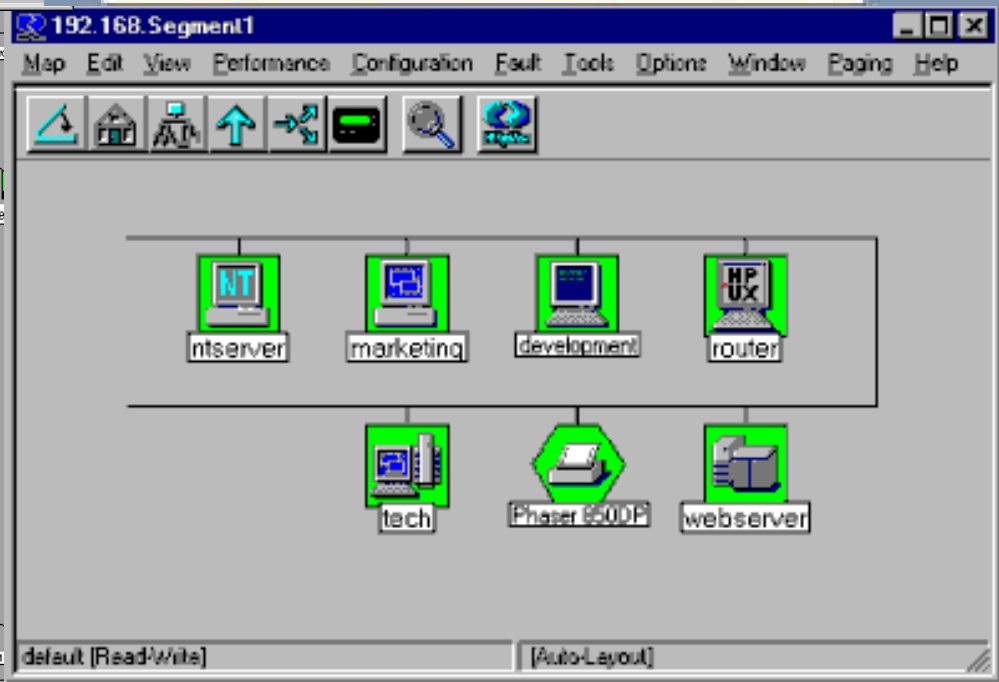 192.168.Segment1
Map Edit View Performance Configuration Fault Tools Options Window Paging Help
NT
HP
UX
ntserver marketing development router
tech Phaser 850DP webserver
default [Read-Write] [Auto-Layout]